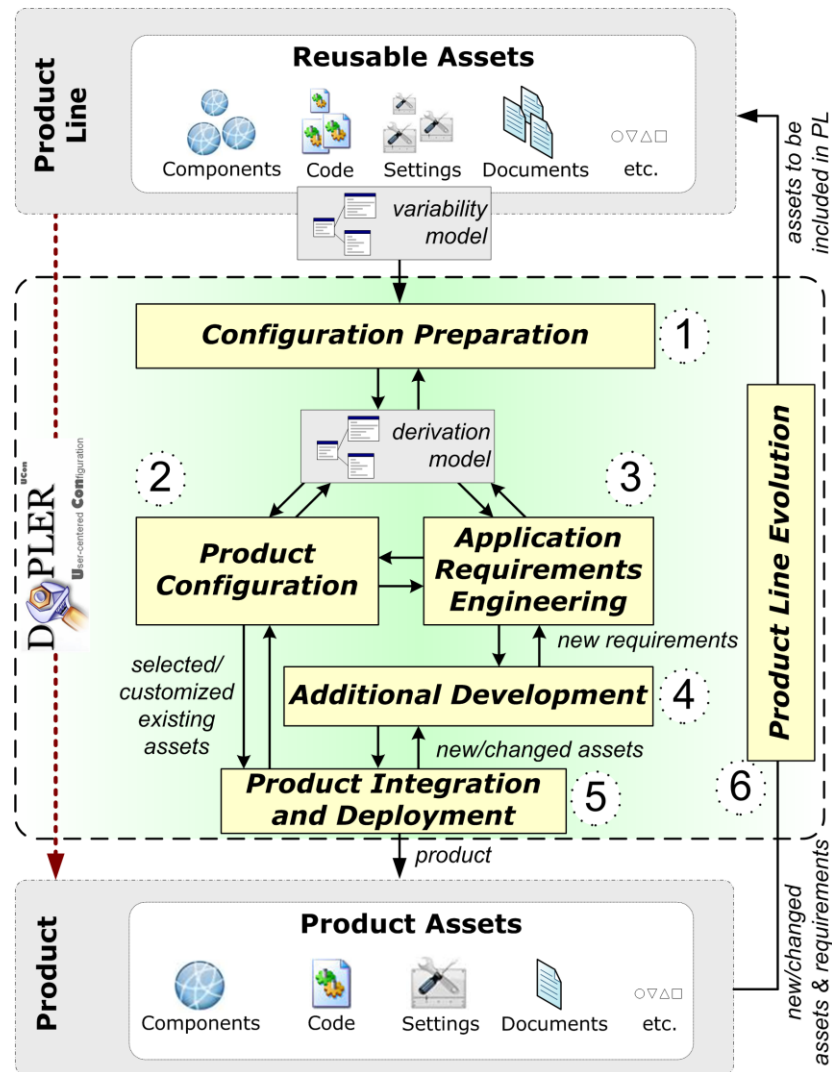 Product
Line
Reusable Assets
Components
Code
Settings
Documents
etc.
variability
model
assets to be
included in PL
Configuration Preparation
1
derivation
model
2
3
DOPLER
UCon
User-centered Configuration
Product
Configuration
Application
Requirements
Engineering
new requirements
selected/
customized
existing
assets
Additional Development
4
new/changed assets
Product Integration
and Deployment
5
Product Line Evolution
6
product
new/changed
assets & requirements
Product
Product Assets
Components
Code
Settings
Documents
etc.